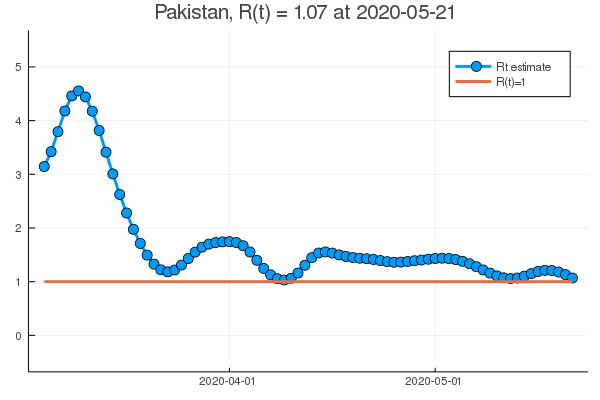 Pakistan, R(t) = 1.07 at 2020-05-21
Rt estimate
R(t)=1
5
4
3
2
1
0
2020-04-01
2020-05-01